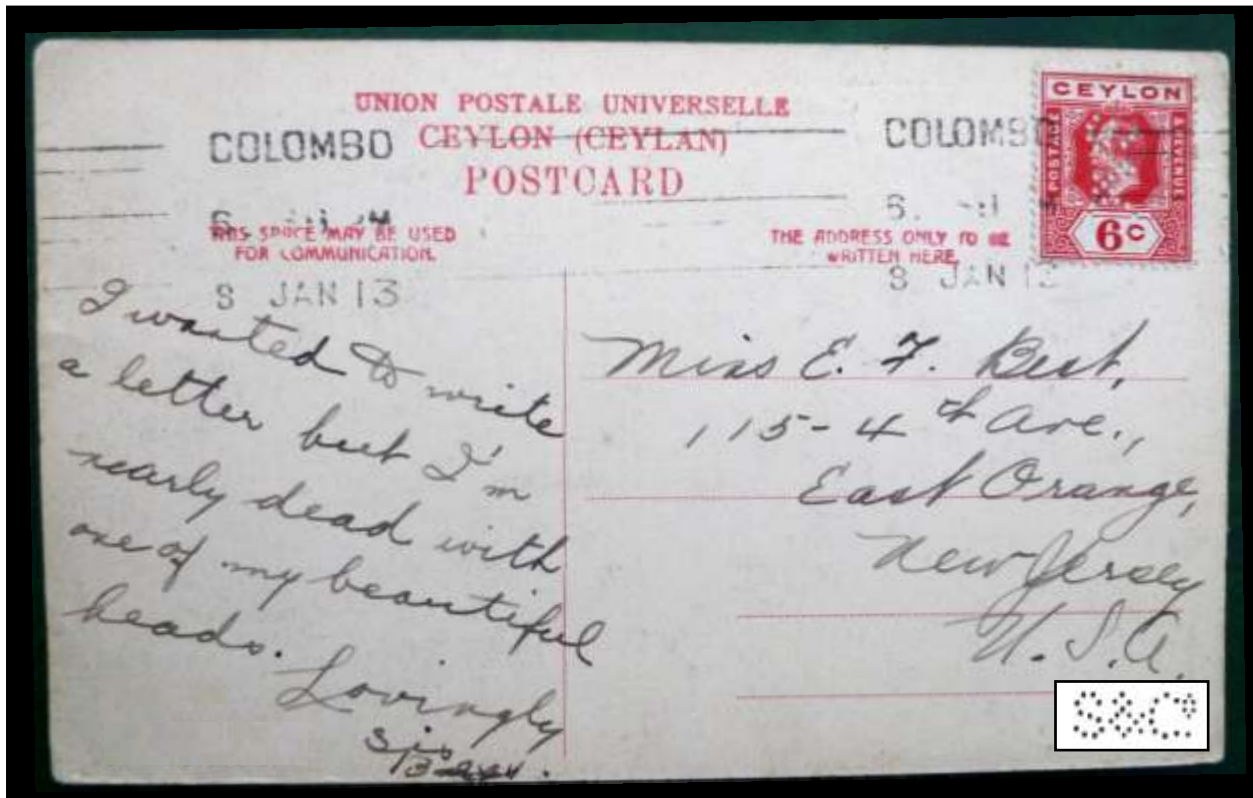 UNION POSTALE UNIVERSELLE
CEYLON (CEYLAN)
POSTCARD
COLOMBO
8 JAN 13
COLOMBO
8 JAN 13
CEYLON
POSTAGE
& REVENUE
6c
THIS SPACE MAY BE USED
FOR COMMUNICATION.
THE ADDRESS ONLY TO BE
WRITTEN HERE.
I wanted to write
a letter but I'm
nearly dead with
one of my beautiful
heads.
Lovingly
Sis
Miss E. F. Best,
115-4th Ave.,
East Orange,
New Jersey
U.S.A.
S&Co